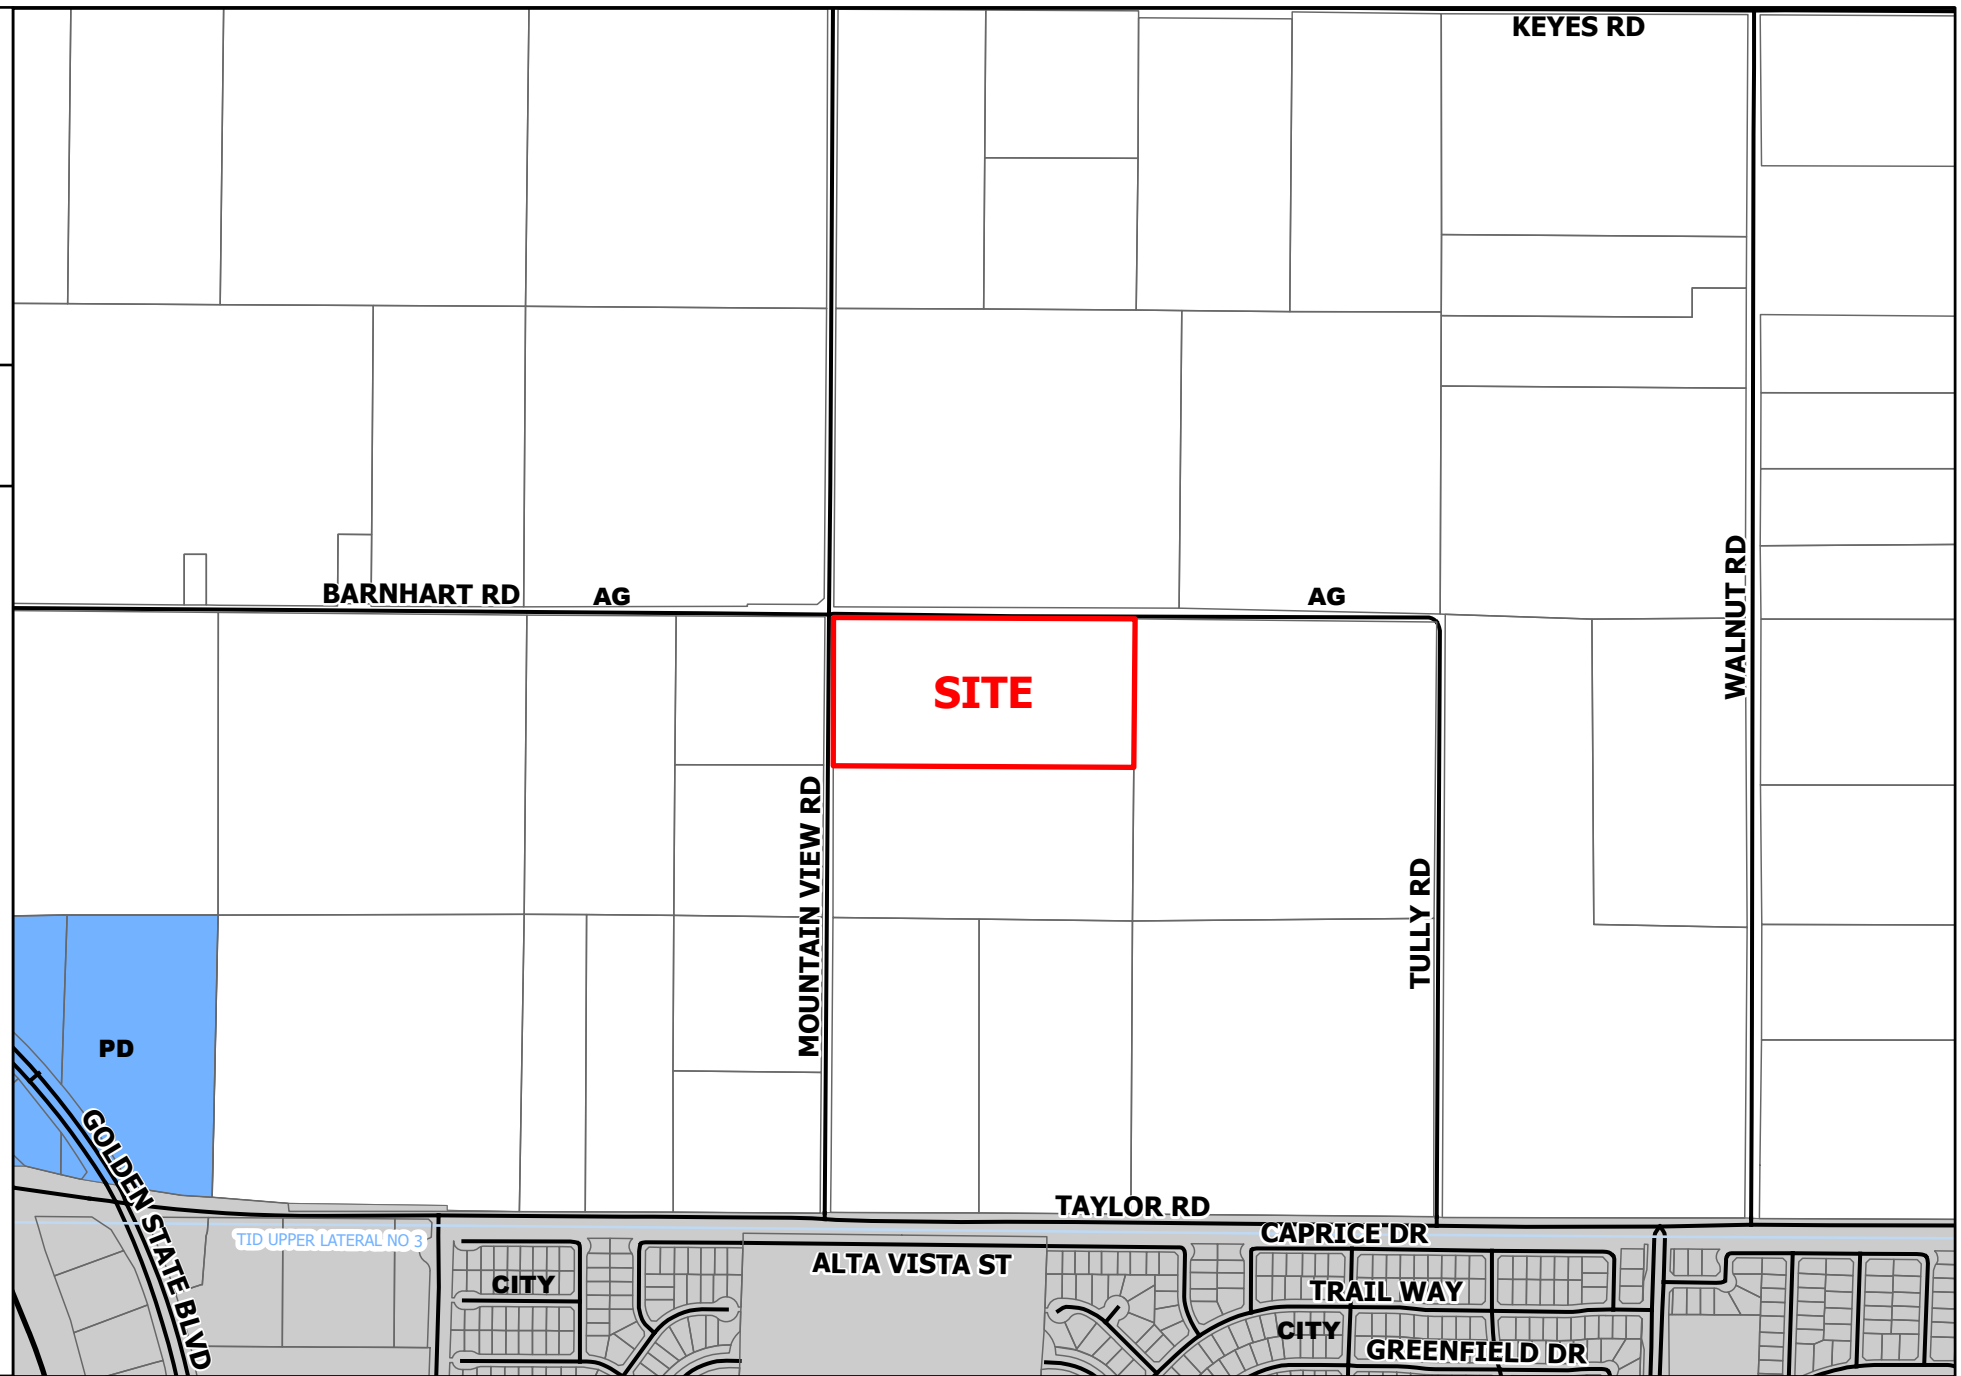 KEYES RD
BARNHART RD
AG
AG
WALNUT RD
SITE
MOUNTAIN VIEW RD
TULLY RD
PD
GOLDEN STATE BLVD
TAYLOR RD
CAPRICE DR
TID UPPER LATERAL NO 3
ALTA VISTA ST
CITY
TRAIL WAY
CITY
GREENFIELD DR